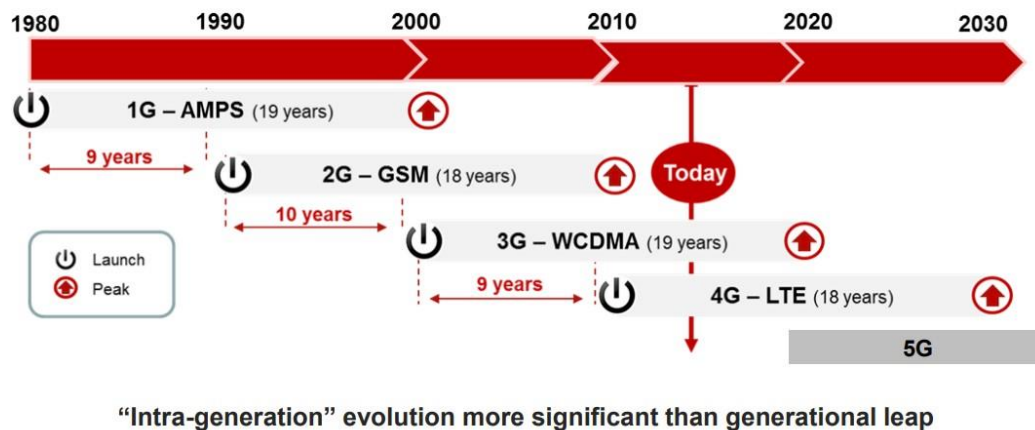 1980 1990 2000 2010 2020 2030
1G – AMPS (19 years)
9 years
2G – GSM (18 years)
Today
10 years
3G – WCDMA (19 years)
Launch
Peak
9 years
4G – LTE (18 years)
5G
“Intra-generation” evolution more significant than generational leap